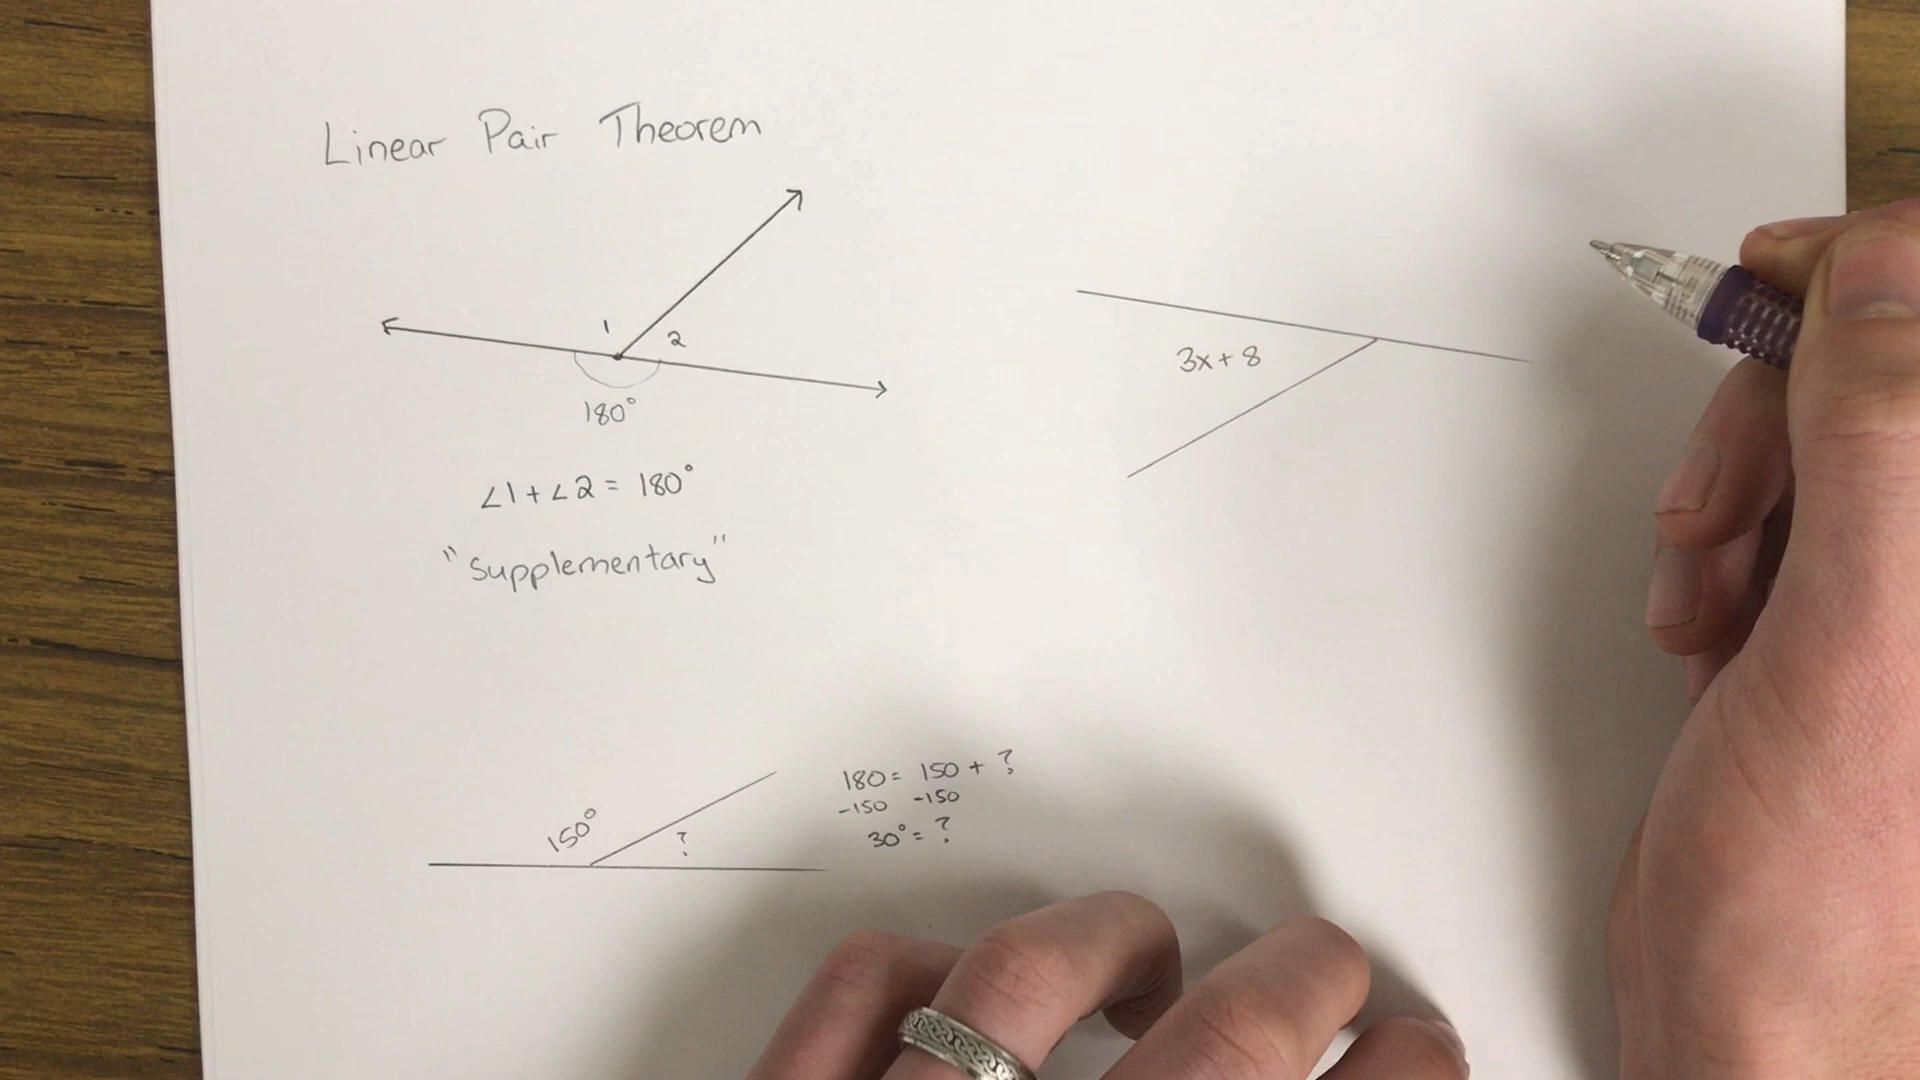 Linear Pair Theorem
1
2
180°
∠1+∠2 = 180°
"supplementary"
3x+8
150°
?
180 = 150 + ?
-150 -150
30° = ?